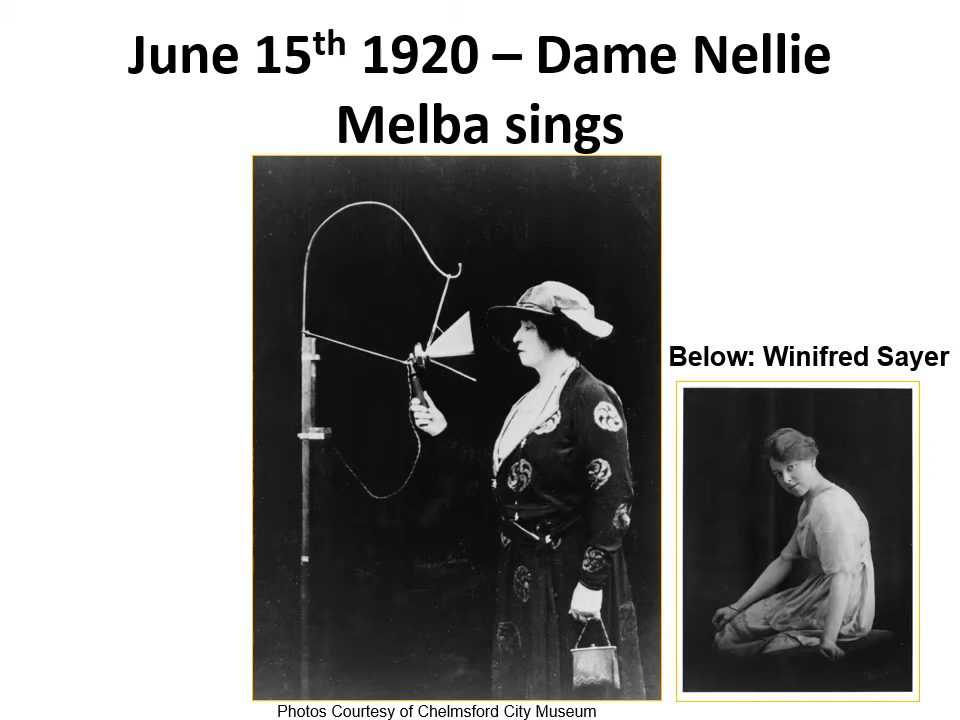 June 15th 1920 – Dame Nellie
Melba sings
Below: Winifred Sayer
Photos Courtesy of Chelmsford City Museum